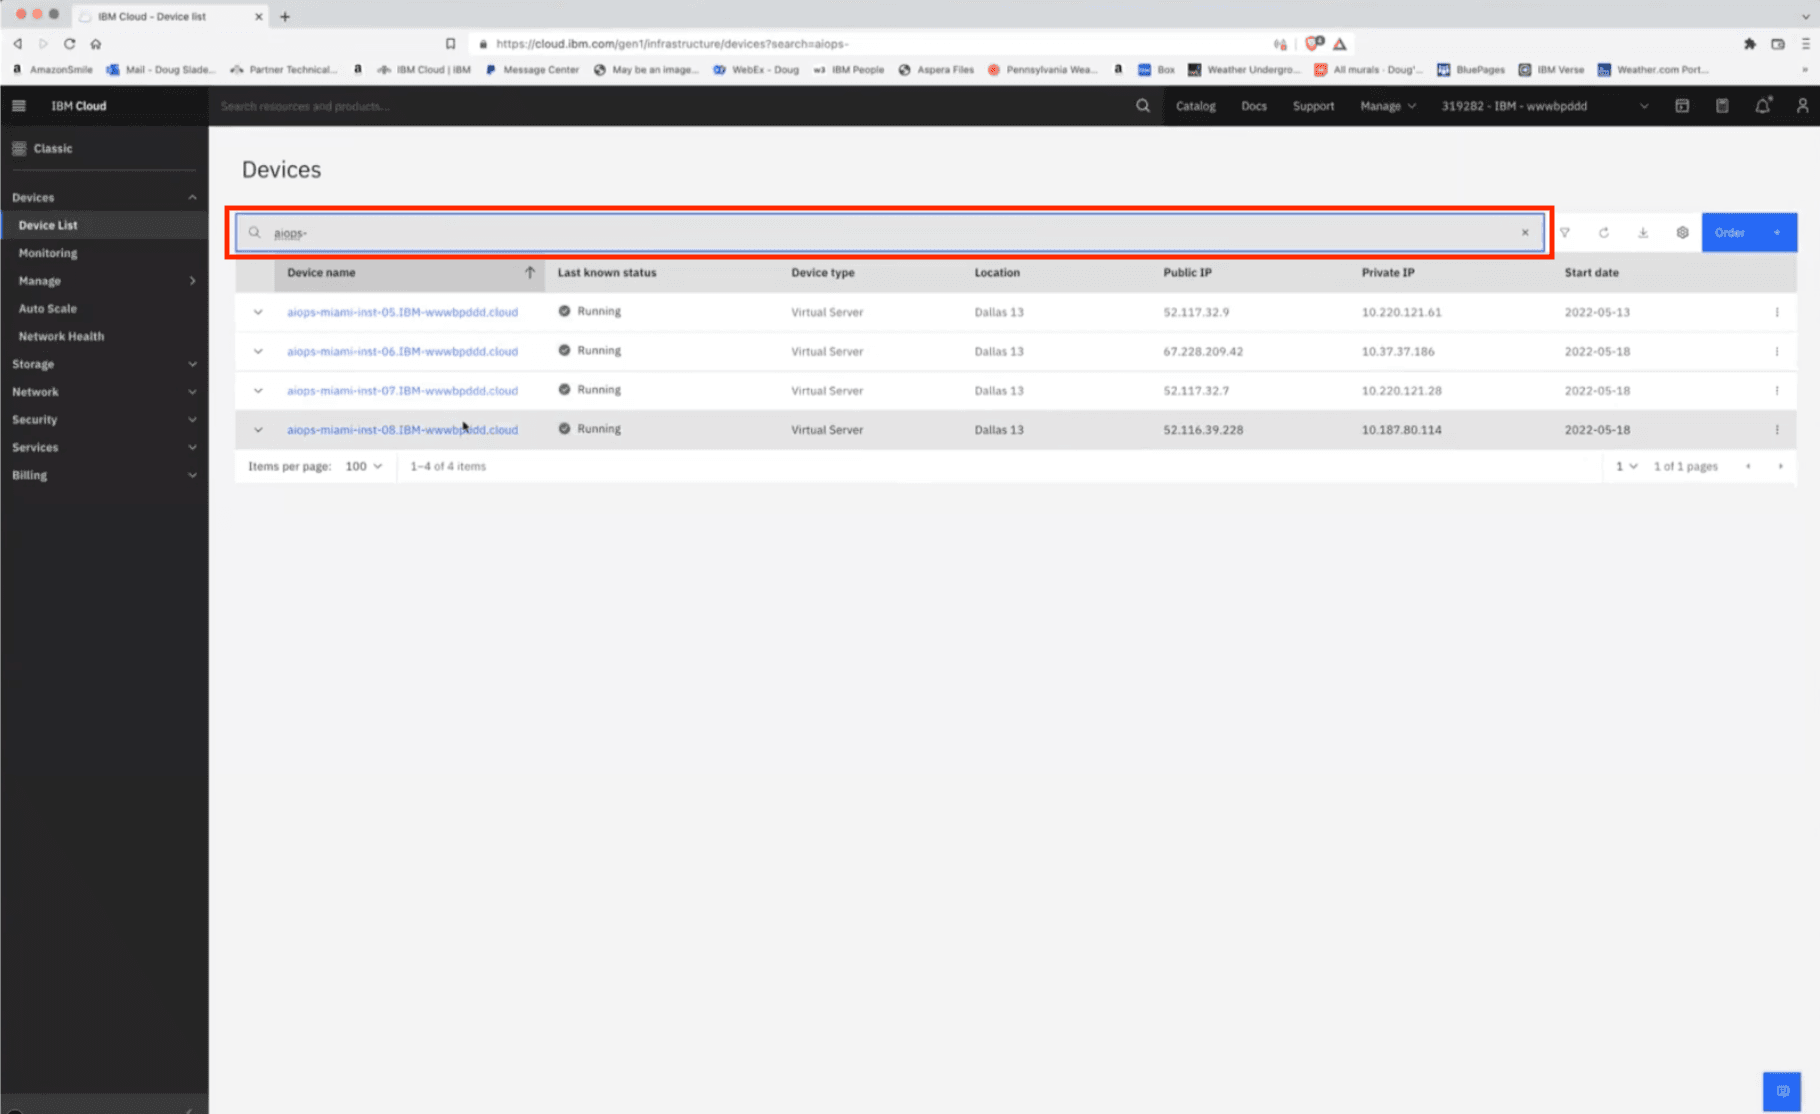 IBM Cloud - Device list
https://cloud.ibm.com/gen1/infrastructure/devices?search=aiops-
AmazonSmile Mail - Doug Slade... Partner Technical... IBM Cloud | IBM Message Center May be an image... WebEx - Doug IBM People Aspera Files Pennsylvania Wea... Box Weather Undergro... All murals - Doug'... BluePages IBM Verse Weather.com Port...
IBM Cloud Search resources and products... Catalog Docs Support Manage 319282 - IBM - wwwbpddd
Classic
Devices
Device List
Monitoring
Manage
Auto Scale
Network Health
Storage
Network
Security
Services
Billing
Devices
aiops- Order +
Device name Last known status Device type Location Public IP Private IP Start date
aiops-miami-inst-05.IBM-wwwbpddd.cloud Running Virtual Server Dallas 13 52.117.32.9 10.220.121.61 2022-05-13
aiops-miami-inst-06.IBM-wwwbpddd.cloud Running Virtual Server Dallas 13 67.228.209.42 10.37.37.186 2022-05-18
aiops-miami-inst-07.IBM-wwwbpddd.cloud Running Virtual Server Dallas 13 52.117.32.7 10.220.121.28 2022-05-18
aiops-miami-inst-08.IBM-wwwbpddd.cloud Running Virtual Server Dallas 13 52.116.39.228 10.187.80.114 2022-05-18
Items per page: 100 1–4 of 4 items 1 1 of 1 pages